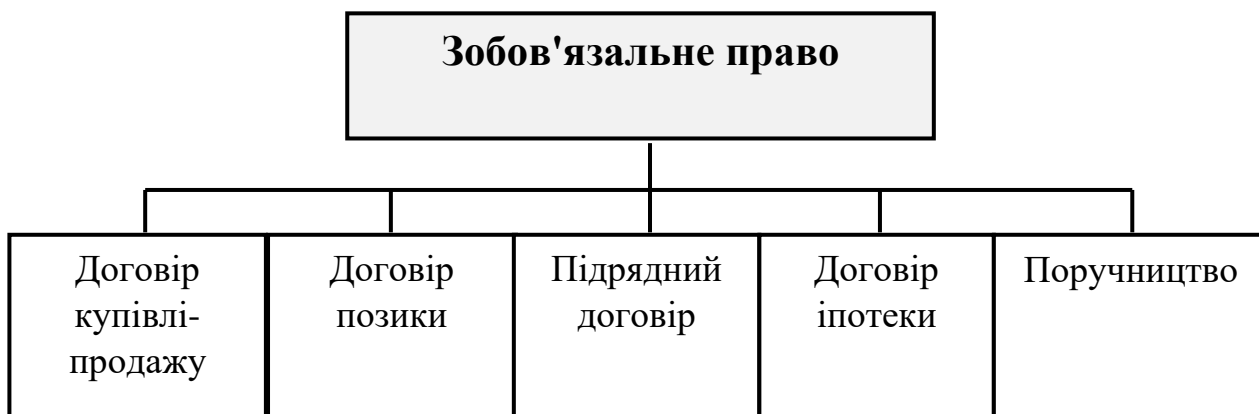 Зобов'язальне право
Договір
купівлі-
продажу
Договір
позики
Підрядний
договір
Договір
іпотеки
Поручництво